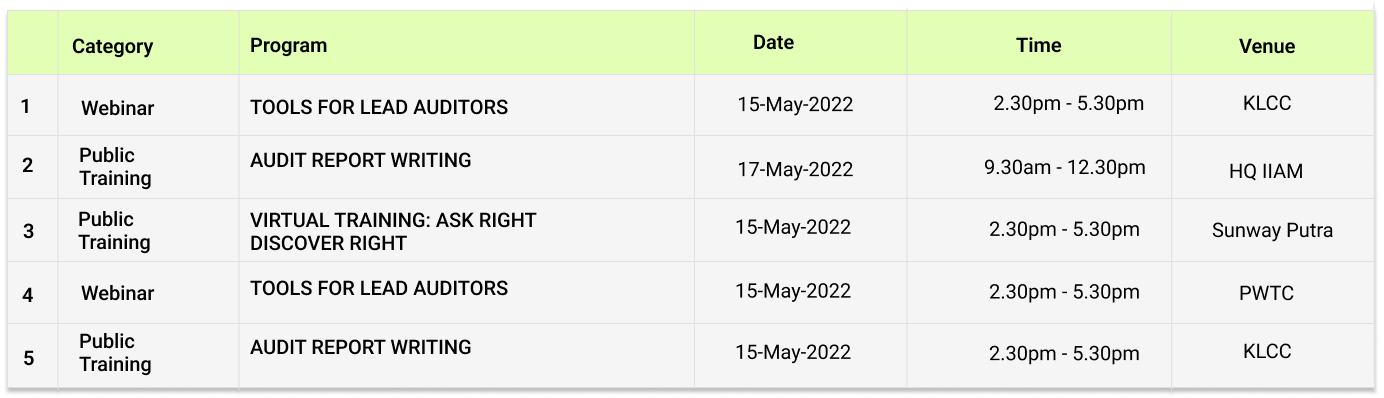 Category Program Date Time Venue
1 Webinar TOOLS FOR LEAD AUDITORS 15-May-2022 2.30pm - 5.30pm KLCC
2 Public Training AUDIT REPORT WRITING 17-May-2022 9.30am - 12.30pm HQ IIAM
3 Public Training VIRTUAL TRAINING: ASK RIGHT DISCOVER RIGHT 15-May-2022 2.30pm - 5.30pm Sunway Putra
4 Webinar TOOLS FOR LEAD AUDITORS 15-May-2022 2.30pm - 5.30pm PWTC
5 Public Training AUDIT REPORT WRITING 15-May-2022 2.30pm - 5.30pm KLCC